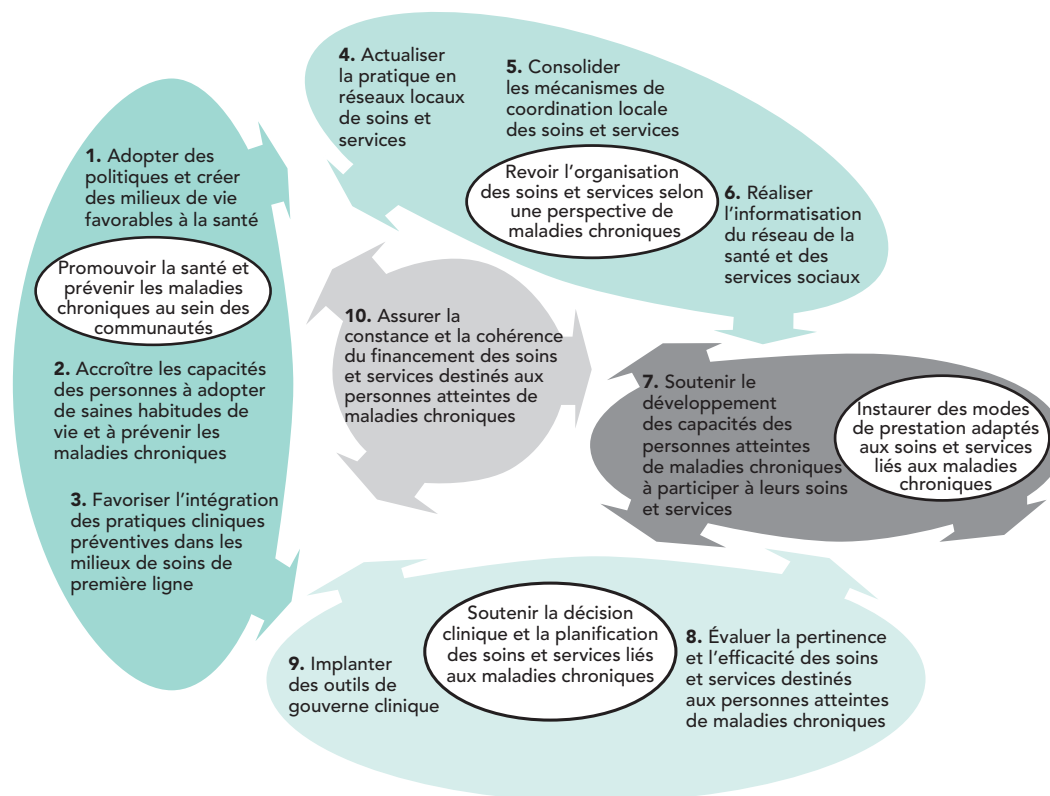 1. Adopter des
politiques et créer
des milieux de vie
favorables à la santé
Promouvoir la santé et
prévenir les maladies
chroniques au sein des
communautés
2. Accroître les capacités
des personnes à adopter
de saines habitudes de
vie et à prévenir les
maladies chroniques
3. Favoriser l’intégration
des pratiques cliniques
préventives dans les
milieux de soins de
première ligne
4. Actualiser
la pratique en
réseaux locaux
de soins et
services
5. Consolider
les mécanismes de
coordination locale
des soins et services
Revoir l’organisation
des soins et services selon
une perspective de
maladies chroniques
6. Réaliser
l’informatisation
du réseau de la
santé et des
services sociaux
10. Assurer la
constance et la cohérence
du financement des soins
et services destinés aux
personnes atteintes de
maladies chroniques
7. Soutenir le
développement
des capacités des
personnes atteintes
de maladies chroniques
à participer à leurs soins
et services
Instaurer des modes
de prestation adaptés
aux soins et services
liés aux maladies
chroniques
Soutenir la décision
clinique et la planification
des soins et services liés
aux maladies chroniques
8. Évaluer la pertinence
et l’efficacité des soins
et services destinés
aux personnes atteintes
de maladies chroniques
9. Implanter
des outils de
gouverne clinique